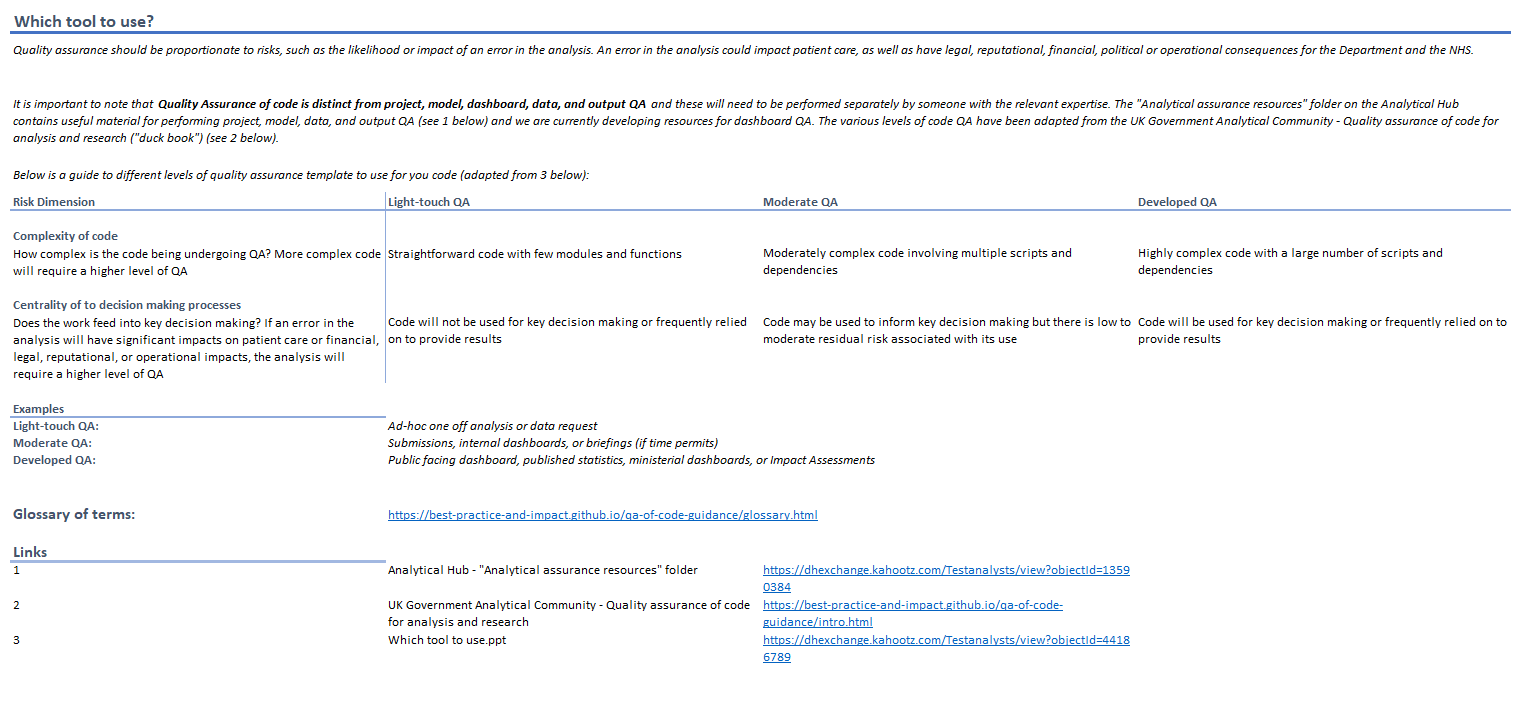 Which tool to use?
Quality assurance should be proportionate to risks, such as the likelihood or impact of an error in the analysis. An error in the analysis could impact patient care, as well as have legal, reputational, financial, political or operational consequences for the Department and the NHS.
It is important to note that Quality Assurance of code is distinct from project, model, dashboard, data, and output QA and these will need to be performed separately by someone with the relevant expertise. The "Analytical assurance resources" folder on the Analytical Hub
contains useful material for performing project, model, data, and output QA (see 1 below) and we are currently developing resources for dashboard QA. The various levels of code QA have been adapted from the UK Government Analytical Community - Quality assurance of code for
analysis and research ("duck book") (see 2 below).
Below is a guide to different levels of quality assurance template to use for you code (adapted from 3 below):
Risk Dimension Light-touch QA Moderate QA Developed QA
Complexity of code
How complex is the code being undergoing QA? More complex code Straightforward code with few modules and functions Moderately complex code involving multiple scripts and Highly complex code with a large number of scripts and
will require a higher level of QA dependencies dependencies
Centrality of to decision making processes
Does the work feed into key decision making? If an error in the Code will not be used for key decision making or frequently relied Code may be used to inform key decision making but there is low to Code will be used for key decision making or frequently relied on to
analysis will have significant impacts on patient care or financial, on to provide results moderate residual risk associated with its use provide results
legal, reputational, or operational impacts, the analysis will
require a higher level of QA
Examples
Light-touch QA: Ad-hoc one off analysis or data request
Moderate QA: Submissions, internal dashboards, or briefings (if time permits)
Developed QA: Public facing dashboard, published statistics, ministerial dashboards, or Impact Assessments
Glossary of terms: https://best-practice-and-impact.github.io/qa-of-code-guidance/glossary.html
Links
1 Analytical Hub - "Analytical assurance resources" folder https://dhexchange.kahootz.com/Testanalysts/view?objectId=1359
0384
2 UK Government Analytical Community - Quality assurance of code https://best-practice-and-impact.github.io/qa-of-code-
for analysis and research guidance/intro.html
3 Which tool to use.ppt https://dhexchange.kahootz.com/Testanalysts/view?objectId=4418
6789